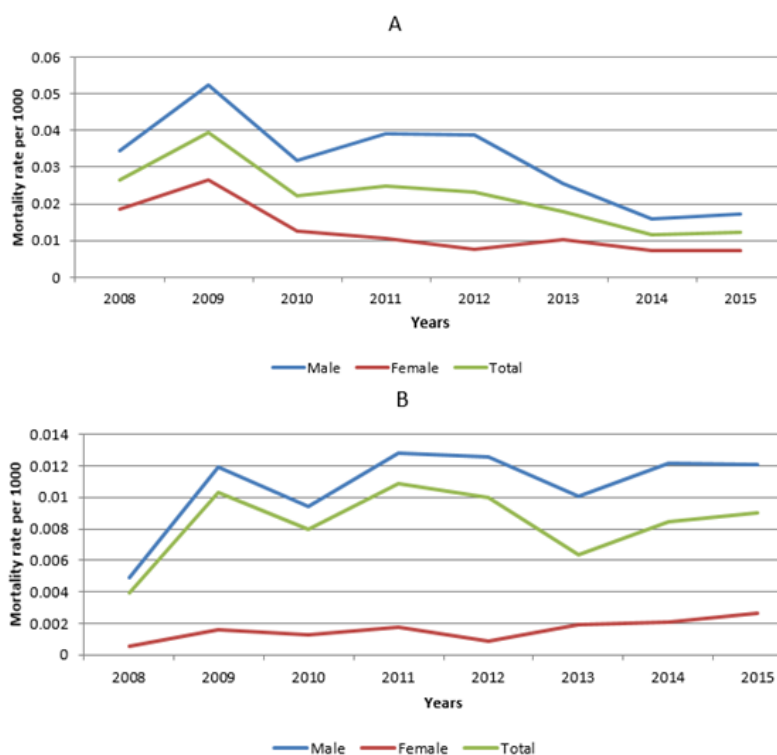 A
Mortality rate per 1000
0.06
0.05
0.04
0.03
0.02
0.01
0
2008 2009 2010 2011 2012 2013 2014 2015
Years
Male Female Total
B
Mortality rate per 1000
0.014
0.012
0.01
0.008
0.006
0.004
0.002
0
2008 2009 2010 2011 2012 2013 2014 2015
Years
Male Female Total